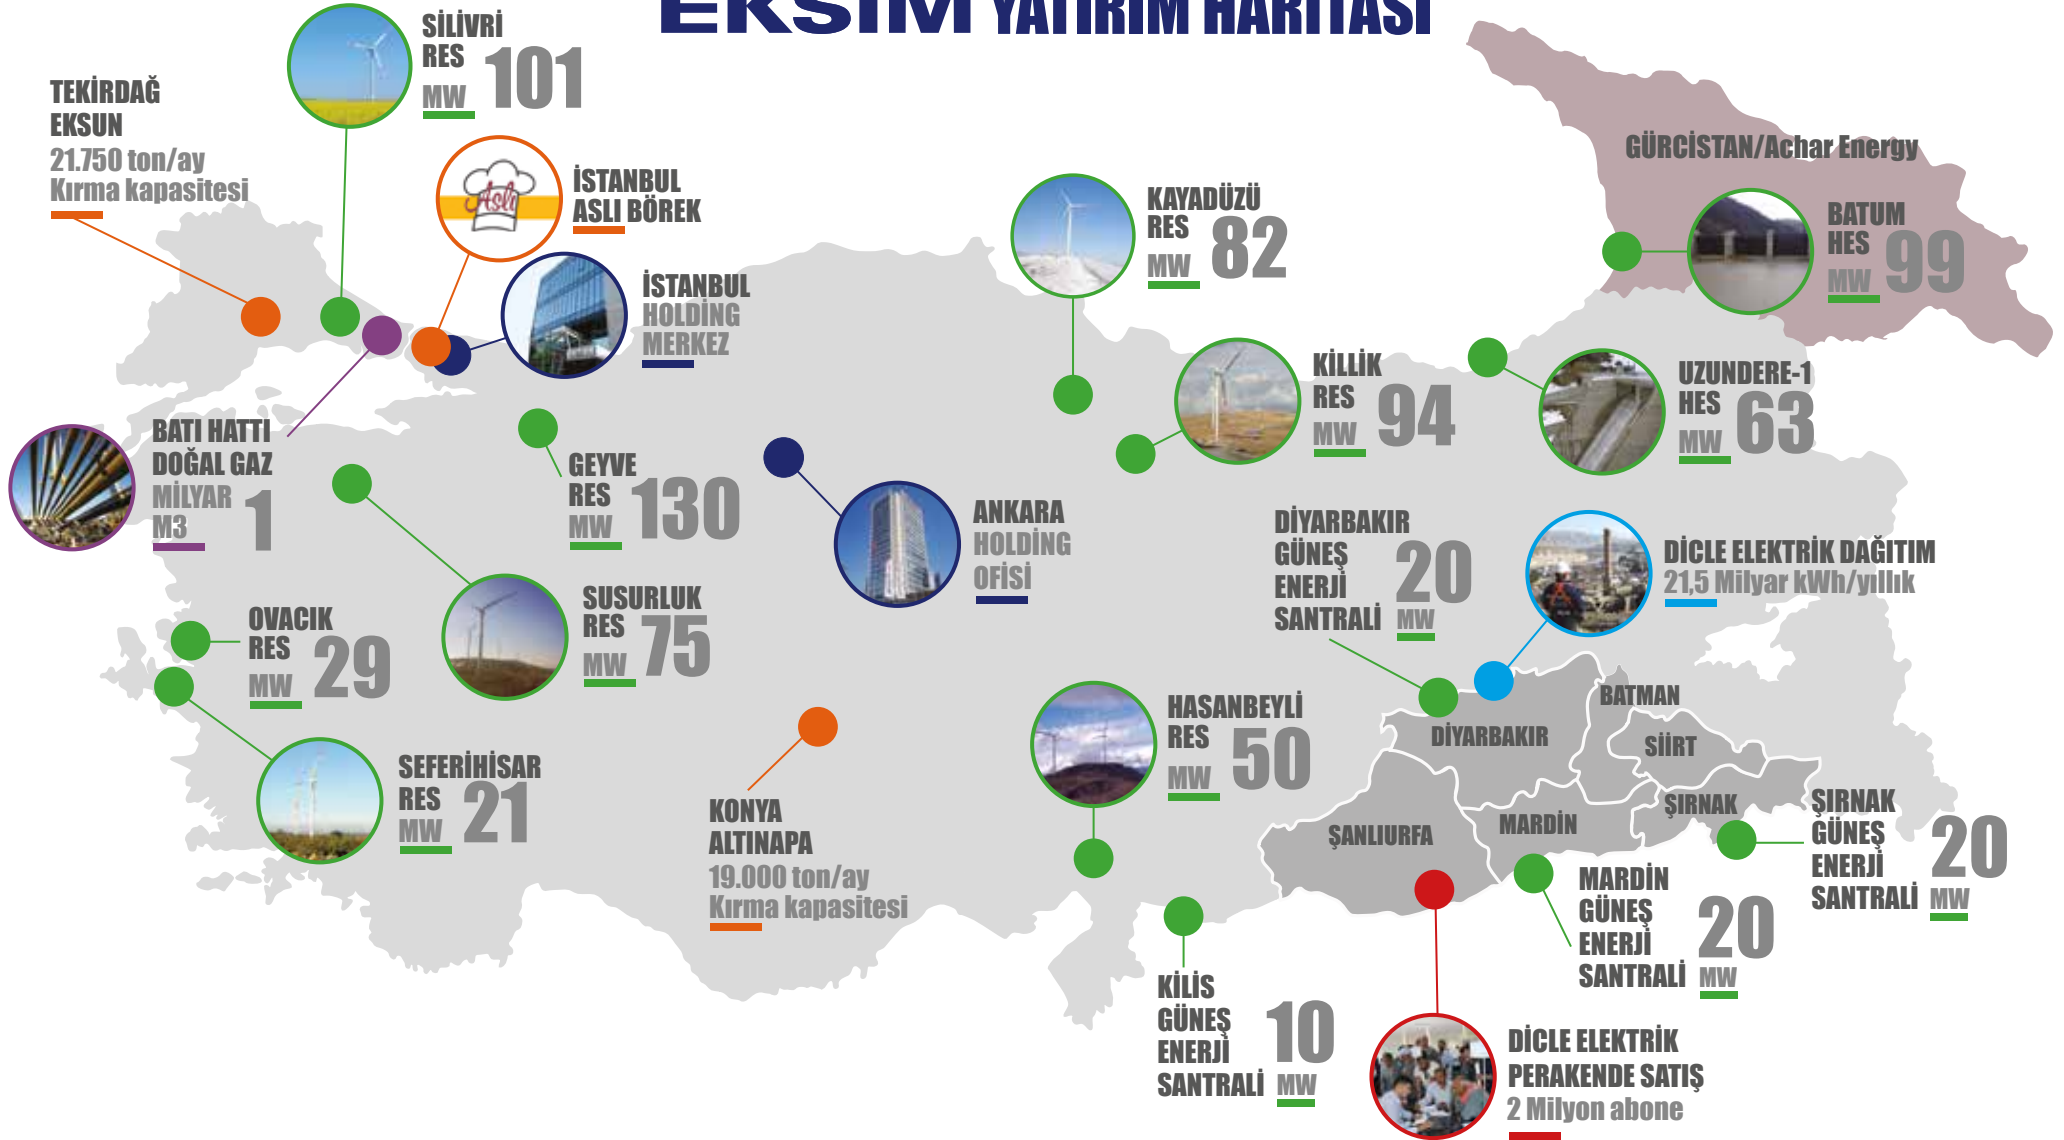 EKSİM YATIRIM HARİTASI
SİLİVRİ
RES
MW 101
TEKİRDAĞ
EKSUN
21.750 ton/ay
Kırma kapasitesi
Aslı
İSTANBUL
ASLI BÖREK
İSTANBUL
HOLDİNG
MERKEZ
KAYADÜZÜ
RES
MW 82
GÜRCİSTAN/Achar Energy
BATUM
HES
MW 99
KİLLİK
RES
MW 94
UZUNDERE-1
HES
MW 63
BATI HATTI
DOĞAL GAZ
MİLYAR
M3 1
GEYVE
RES
MW 130
ANKARA
HOLDİNG
OFİSİ
DİYARBAKIR
GÜNEŞ
ENERJİ
SANTRALİ
20
MW
DİCLE ELEKTRİK DAĞITIM
21,5 Milyar kWh/yıllık
SUSURLUK
RES
MW 75
OVACIK
RES
MW 29
SEFERİHİSAR
RES
MW 21
KONYA
ALTINAPA
19.000 ton/ay
Kırma kapasitesi
HASANBEYLİ
RES
MW 50
BATMAN
DİYARBAKIR
SİİRT
ŞIRNAK
MARDİN
ŞANLIURFA
ŞIRNAK
GÜNEŞ
ENERJİ
SANTRALİ
20
MW
MARDİN
GÜNEŞ
ENERJİ
SANTRALİ
20
MW
KİLİS
GÜNEŞ
ENERJİ
SANTRALİ
10
MW
DİCLE ELEKTRİK
PERAKENDE SATIŞ
2 Milyon abone